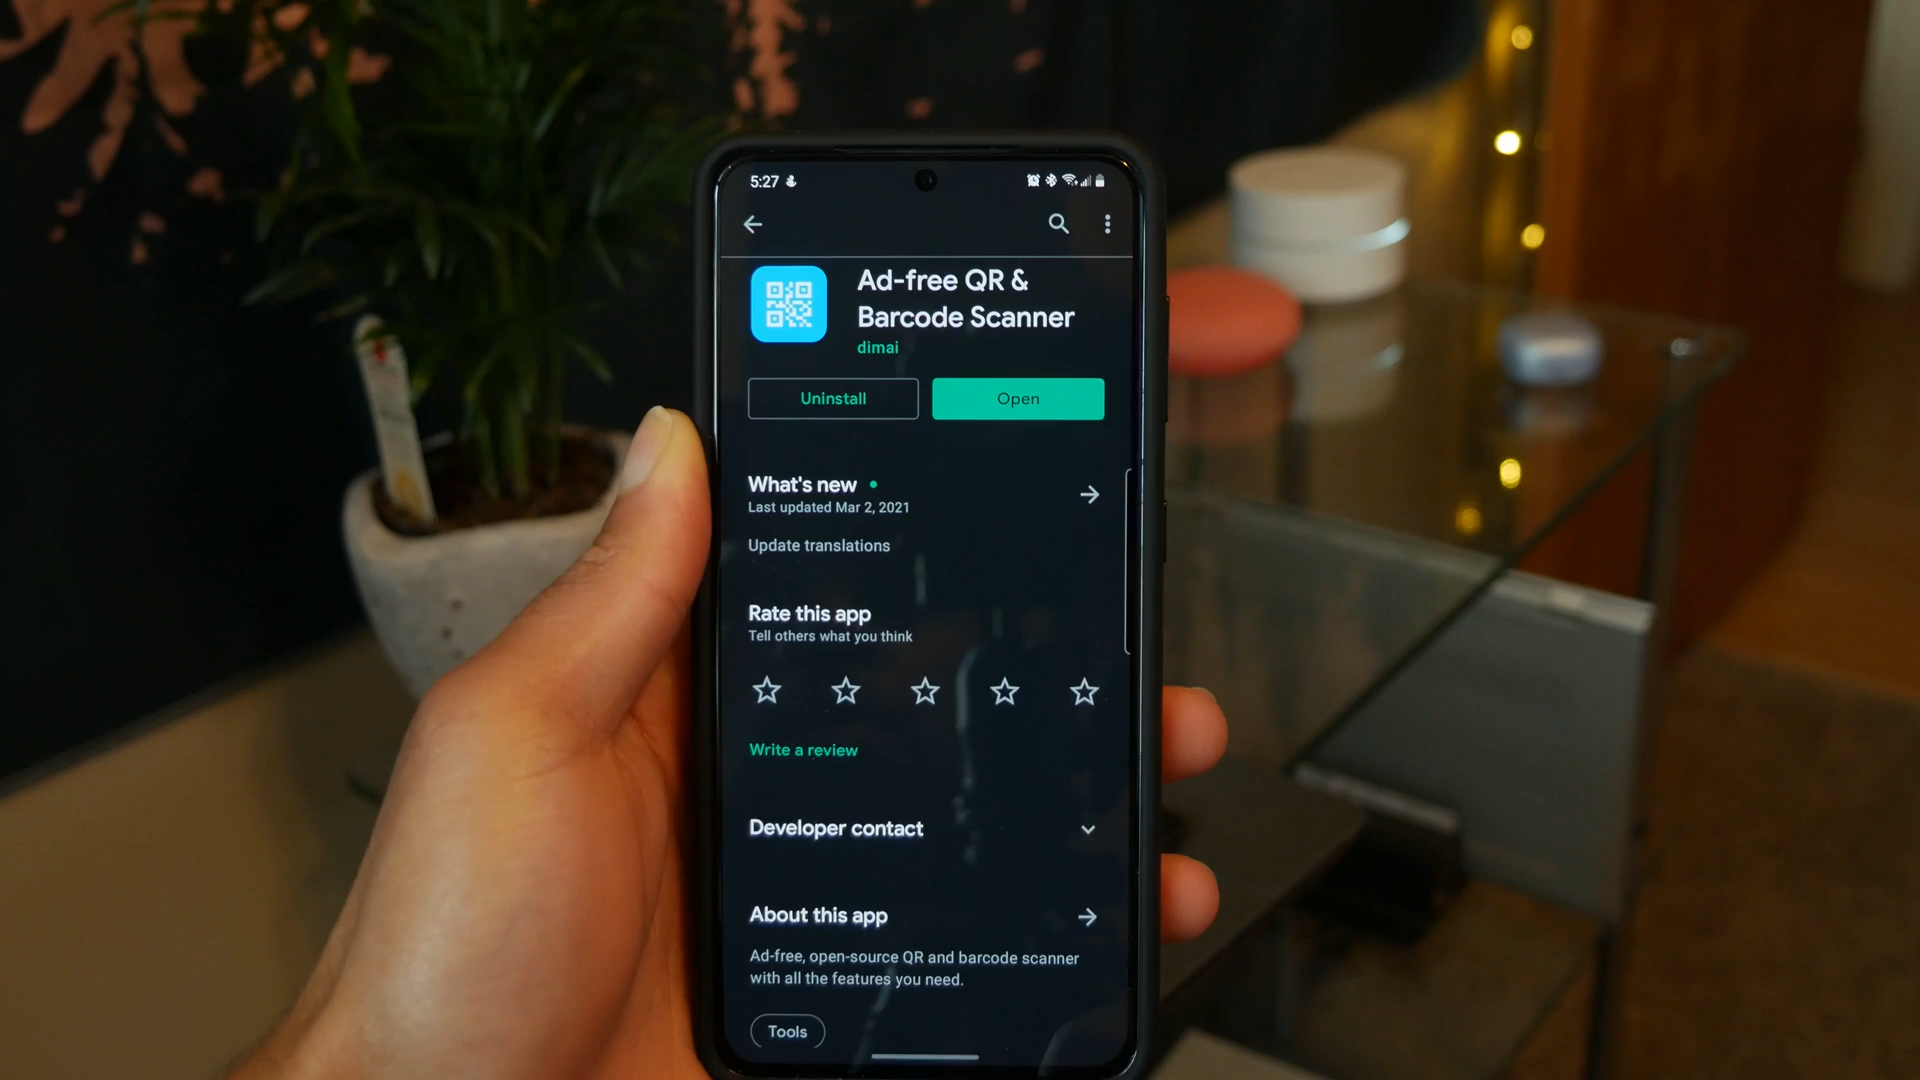 5:27
Ad-free QR &
Barcode Scanner
dimai
Uninstall
Open
What's new
Last updated Mar 2, 2021
Update translations
Rate this app
Tell others what you think
Write a review
Developer contact
About this app
Ad-free, open-source QR and barcode scanner
with all the features you need.
Tools